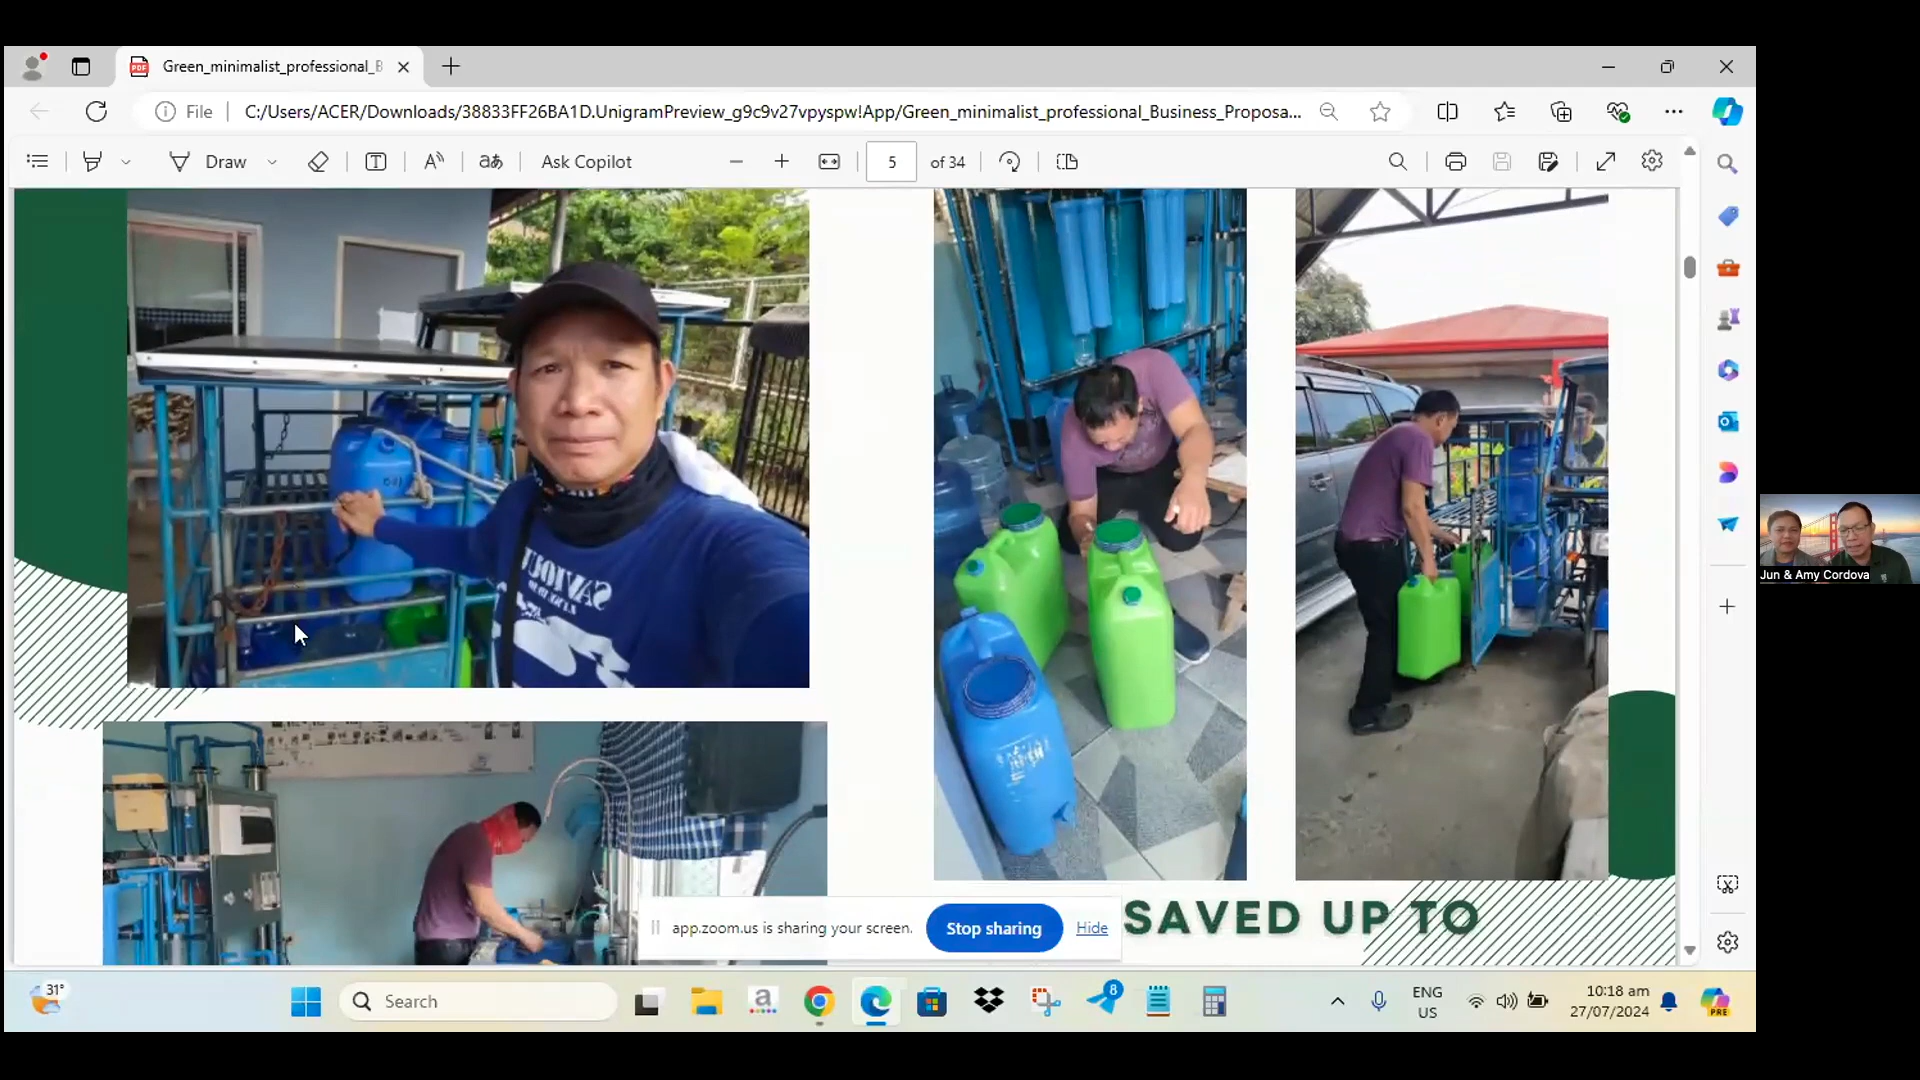 Green_minimalist_professional_B
File
C:/Users/ACER/Downloads/38833FF26BA1D.UnigramPreview_g9c9v27vpyspw!App/Green_minimalist_professional_Business_Proposa...
Draw
Ask Copilot
5 of 34
Jun & Amy Cordova
SAVED UP TO
app.zoom.us is sharing your screen.
Stop sharing
Hide
31°
Search
8
ENG
US
10:18 am
27/07/2024
PRE